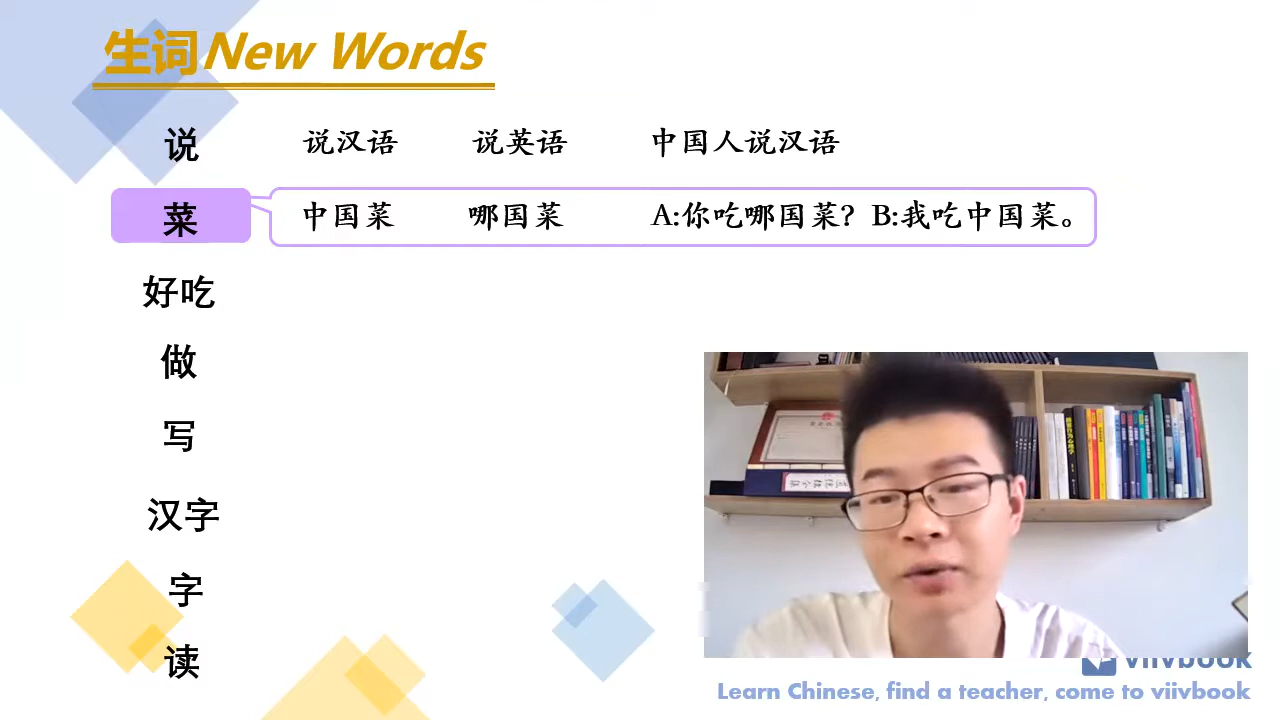 生词New Words
说 说汉语 说英语 中国人说汉语
菜 中国菜 哪国菜 A:你吃哪国菜？B:我吃中国菜。
好吃
做
写
汉字
字
读
viivbook
Learn Chinese, find a teacher, come to viivbook